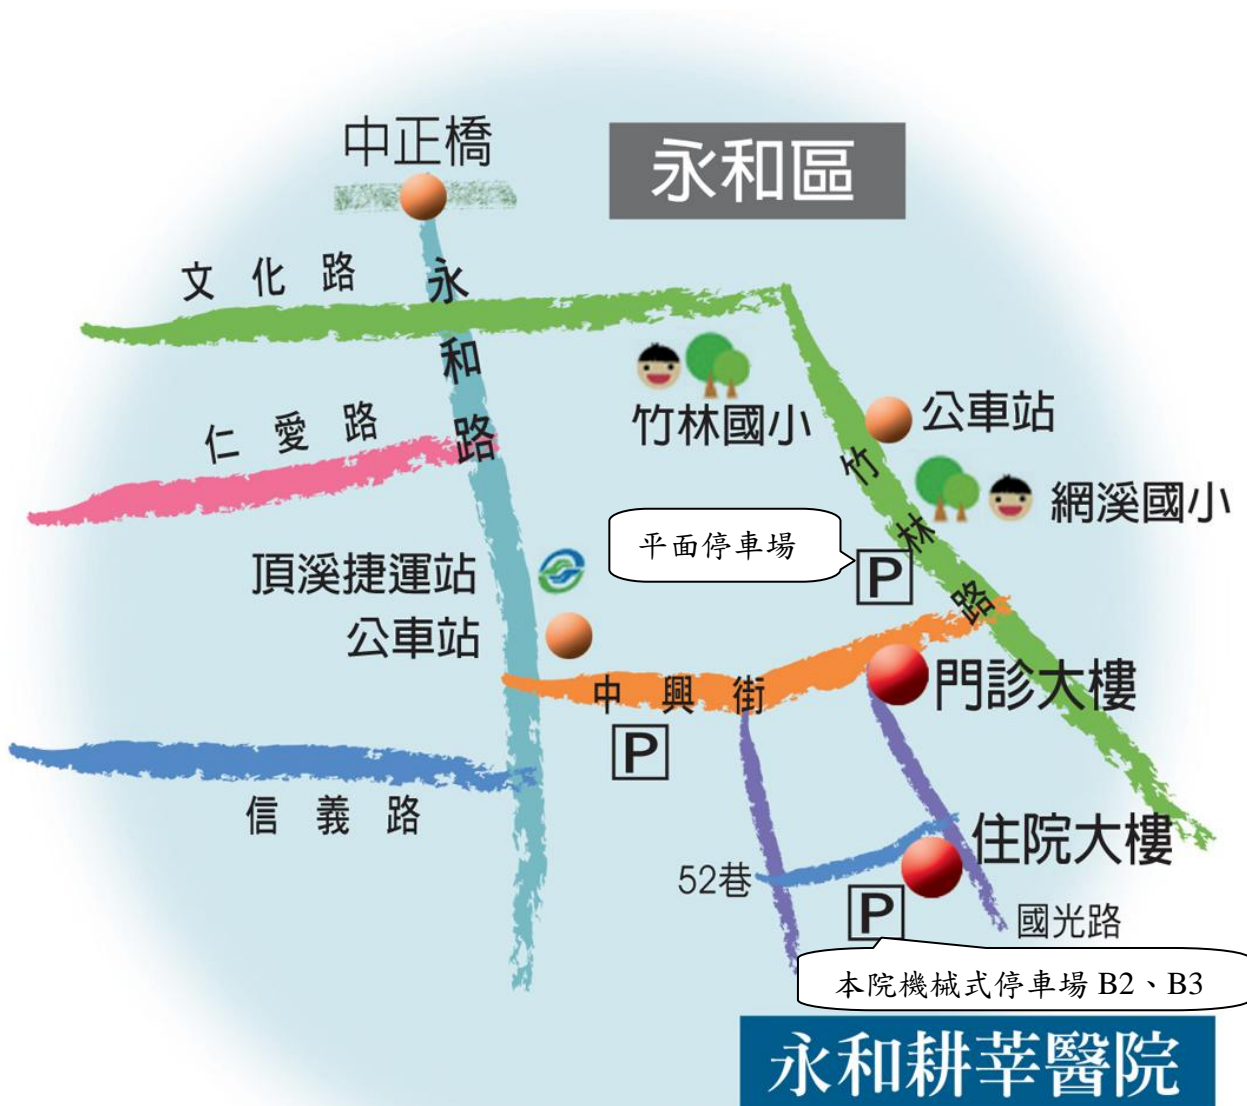 中正橋
永和區
文化路
永和路
仁愛路
竹林國小
公車站
竹林路
網溪國小
平面停車場
P
頂溪捷運站
公車站
中興街
門診大樓
P
信義路
住院大樓
52巷
P
國光路
本院機械式停車場 B2、B3
永和耕莘醫院